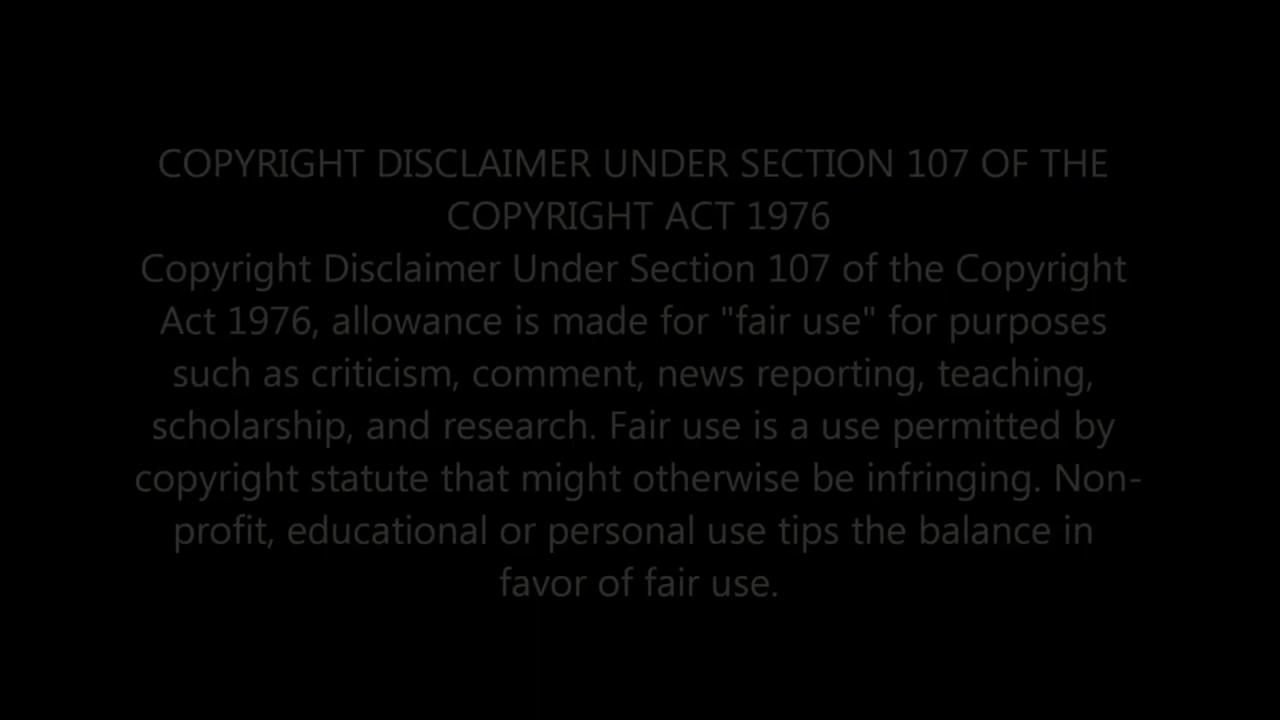 COPYRIGHT DISCLAIMER UNDER SECTION 107 OF THE
COPYRIGHT ACT 1976
Copyright Disclaimer Under Section 107 of the Copyright
Act 1976, allowance is made for "fair use" for purposes
such as criticism, comment, news reporting, teaching,
scholarship, and research. Fair use is a use permitted by
copyright statute that might otherwise be infringing. Non-
profit, educational or personal use tips the balance in
favor of fair use.